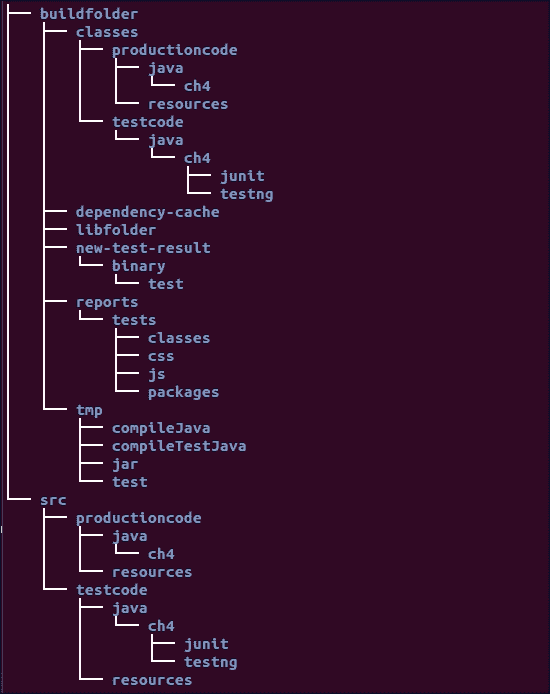 buildfolder
classes
productioncode
java
ch4
resources
testcode
java
ch4
junit
testng
dependency-cache
libfolder
new-test-result
binary
test
reports
tests
classes
css
js
packages
tmp
compileJava
compileTestJava
jar
test
src
productioncode
java
ch4
resources
testcode
java
ch4
junit
testng
resources